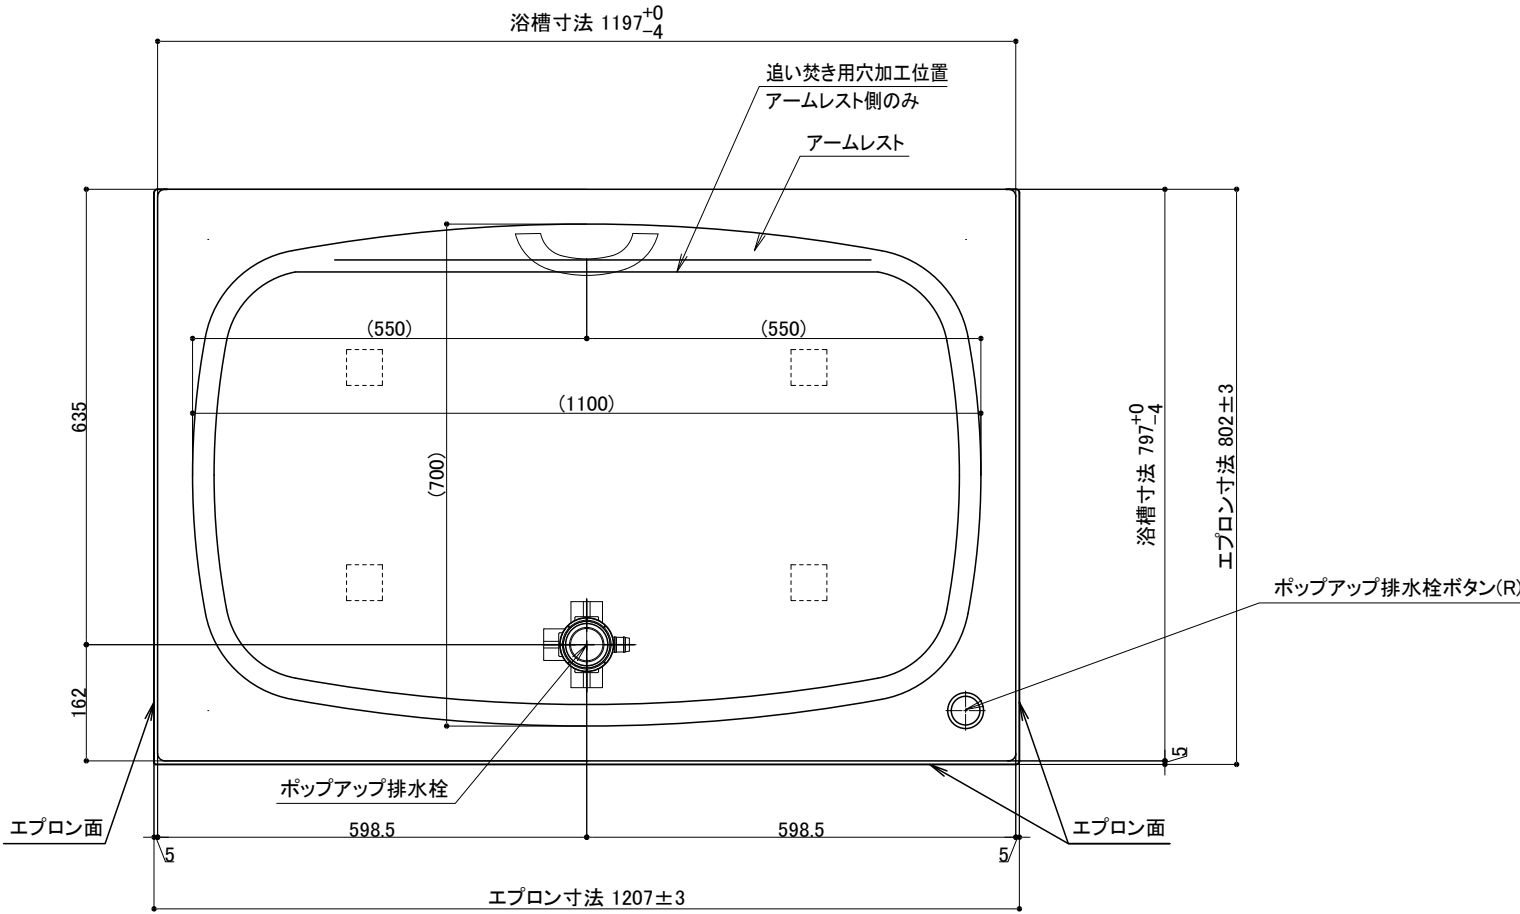 浴槽寸法 1197+0-4
追い焚き用穴加工位置
アームレスト側のみ
アームレスト
(550)
(550)
(1100)
(700)
635
162
浴槽寸法 797+0-4
エプロン寸法 802±3
ポップアップ排水栓ボタン(R)
5
ポップアップ排水栓
エプロン面
エプロン面
598.5
598.5
5
5
エプロン寸法 1207±3